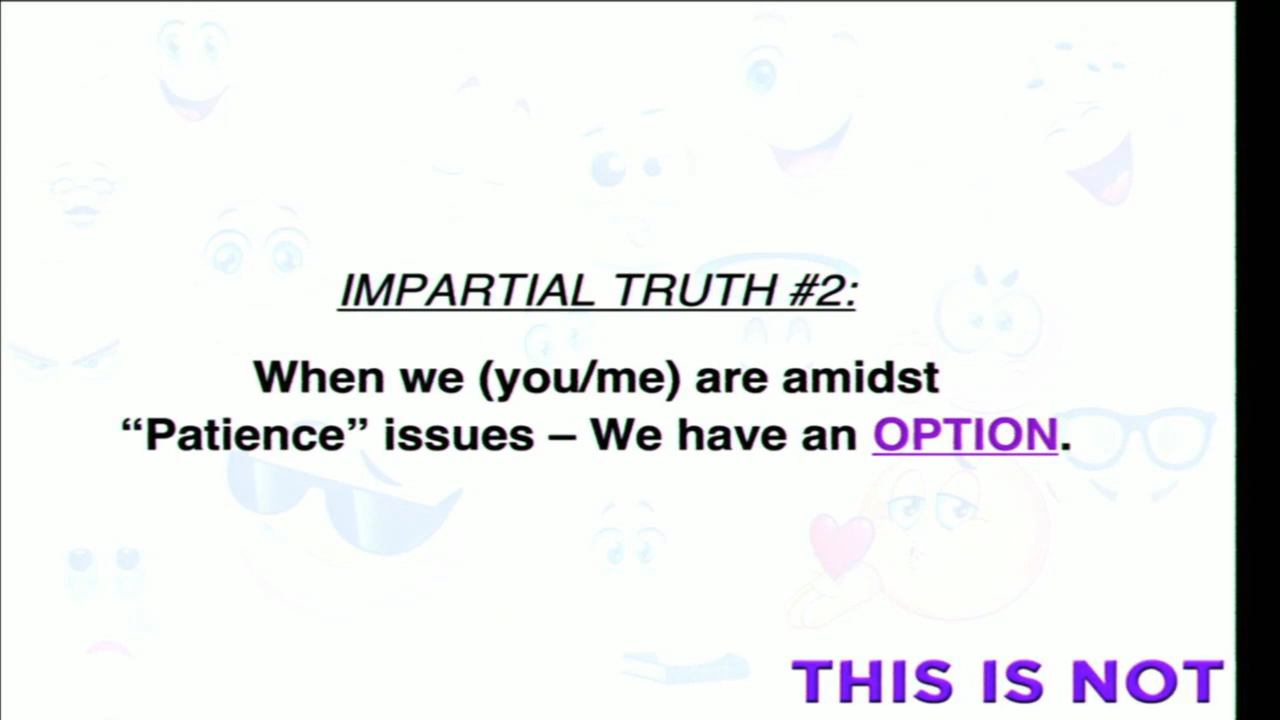 IMPARTIAL TRUTH #2:
When we (you/me) are amidst
“Patience” issues – We have an OPTION.
THIS IS NOT